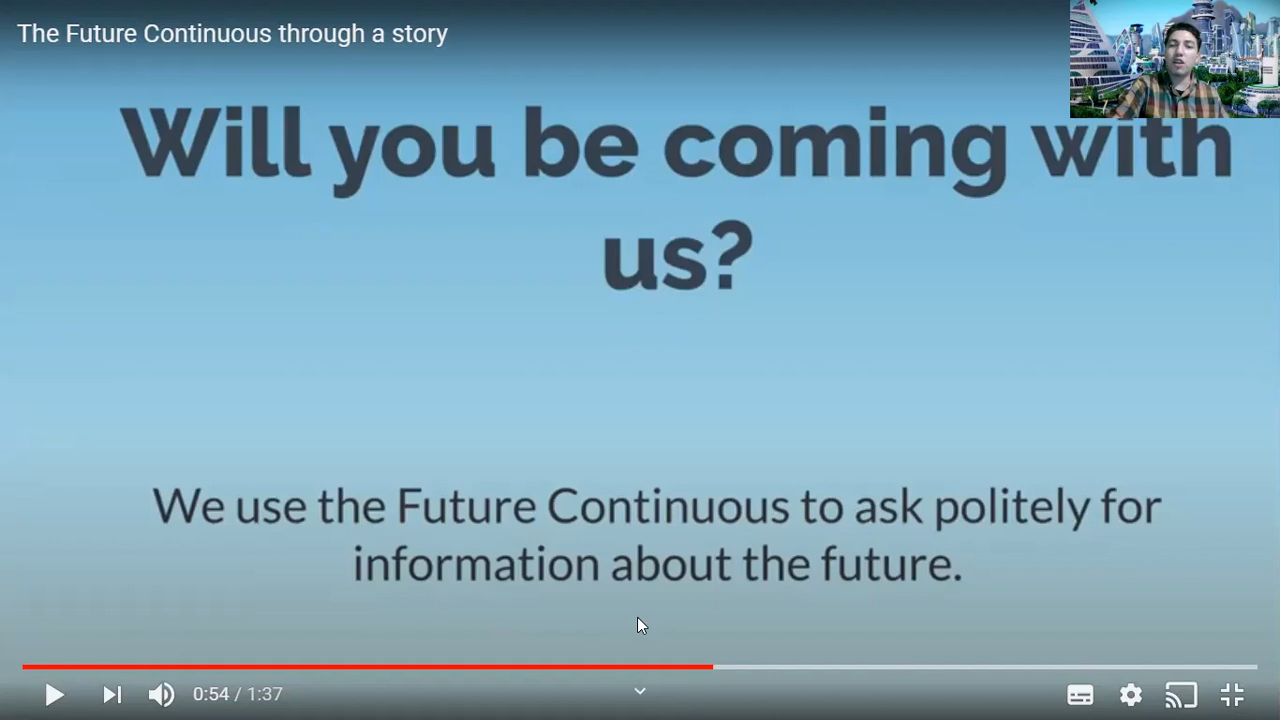 The Future Continuous through a story
Will you be coming with
us?
We use the Future Continuous to ask politely for
information about the future.
0:54 / 1:37